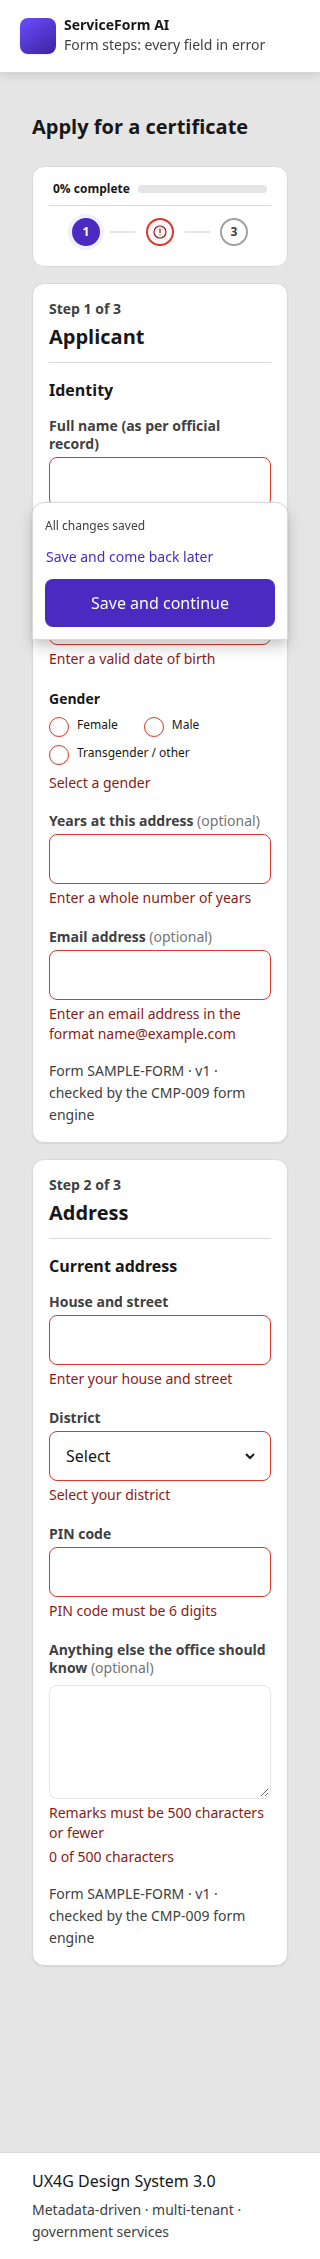 ServiceForm AI
Form steps: every field in error
Apply for a certificate
0% complete
1
3
Step 1 of 3
Applicant
Identity
Full name (as per official
record)
All changes saved
Save and come back later
Save and continue
Enter a valid date of birth
Gender
Female
Male
Transgender / other
Select a gender
Years at this address (optional)
Enter a whole number of years
Email address (optional)
Enter an email address in the
format name@example.com
Form SAMPLE-FORM · v1 ·
checked by the CMP-009 form
engine
Step 2 of 3
Address
Current address
House and street
Enter your house and street
District
Select
Select your district
PIN code
PIN code must be 6 digits
Anything else the office should
know (optional)
Remarks must be 500 characters
or fewer
0 of 500 characters
Form SAMPLE-FORM · v1 ·
checked by the CMP-009 form
engine
UX4G Design System 3.0
Metadata-driven · multi-tenant ·
government services